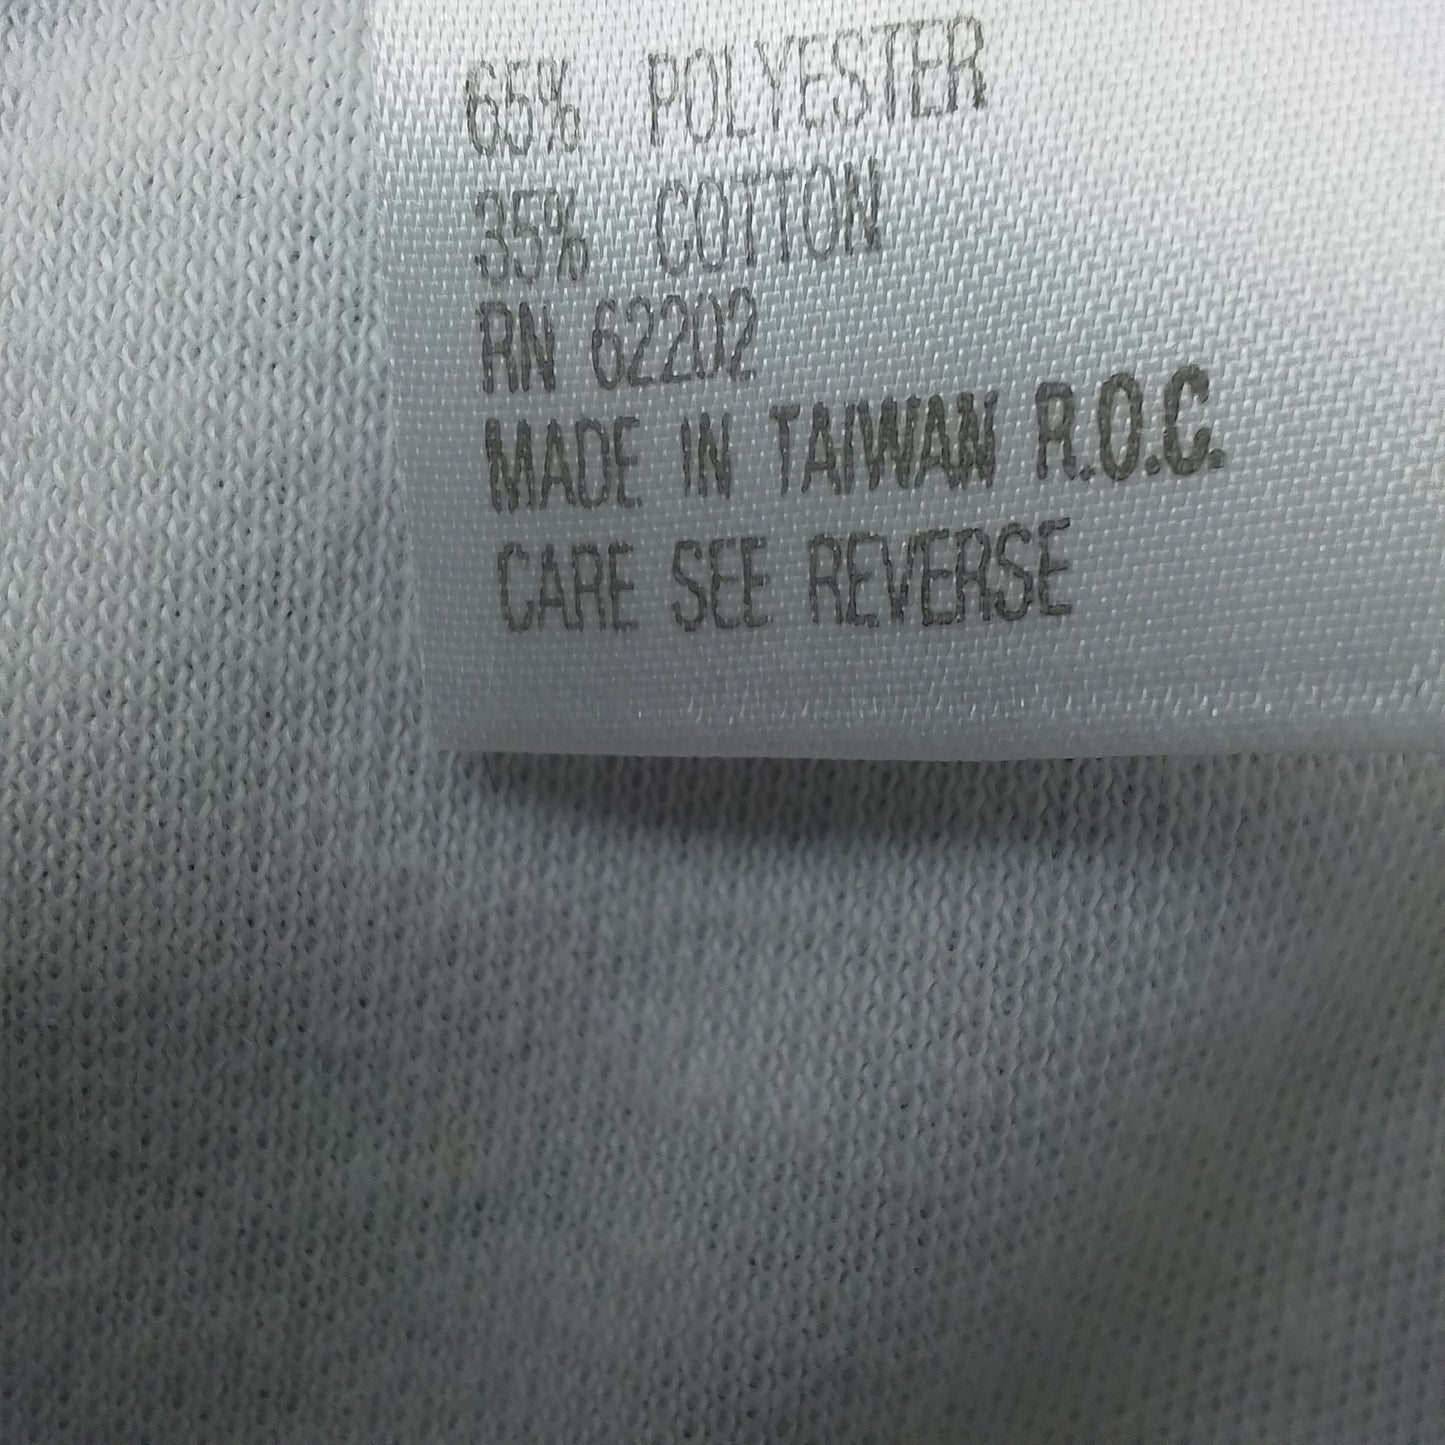 65% POLYESTER
35% COTTON
RN 62202
MADE IN TAIWAN R.O.C.
CARE SEE REVERSE